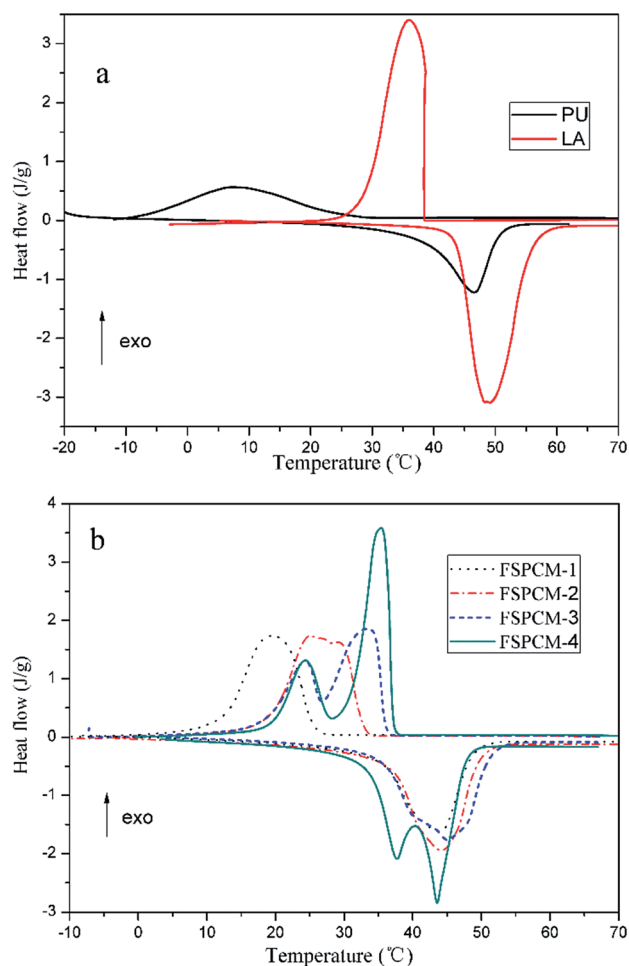 a
PU
LA
Heat flow (J/g)
3
2
1
0
-1
-2
-3
exo
-20 -10 0 10 20 30 40 50 60 70
Temperature (℃)
b
FSPCM-1
FSPCM-2
FSPCM-3
FSPCM-4
Heat flow (J/g)
4
3
2
1
0
-1
-2
-3
exo
-10 0 10 20 30 40 50 60 70
Temperature (℃)